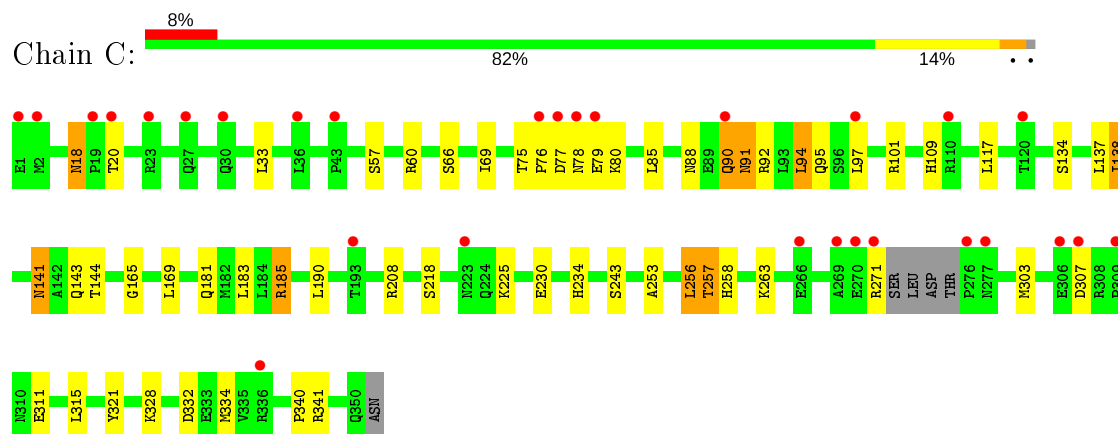 8%
Chain C:
82% 14% • •
E1 M2 N18 P19 T20 R23 Q27 Q30 L33 L36 P43 S57 R60 S66 I69 T75 P76 D77 N78 E79 K80 L85 N88 E89 Q90 N91 R92 L93 L94 Q95 S96 L97 R101 H109 R110 L117 T120 S134 L137 I138
N141 A142 Q143 T144 G165 L169 Q181 M182 L183 L184 R185 L190 T193 R208 S218 N223 Q224 K225 E230 H234 S243 A253 L256 T257 H258 K263 E266 A269 E270 R271 SER LEU ASP THR P276 N277 M303 E306 D307 R308 P309
N310 E311 L315 Y321 K328 D332 E333 M334 V335 R336 P340 R341 Q350 ASN